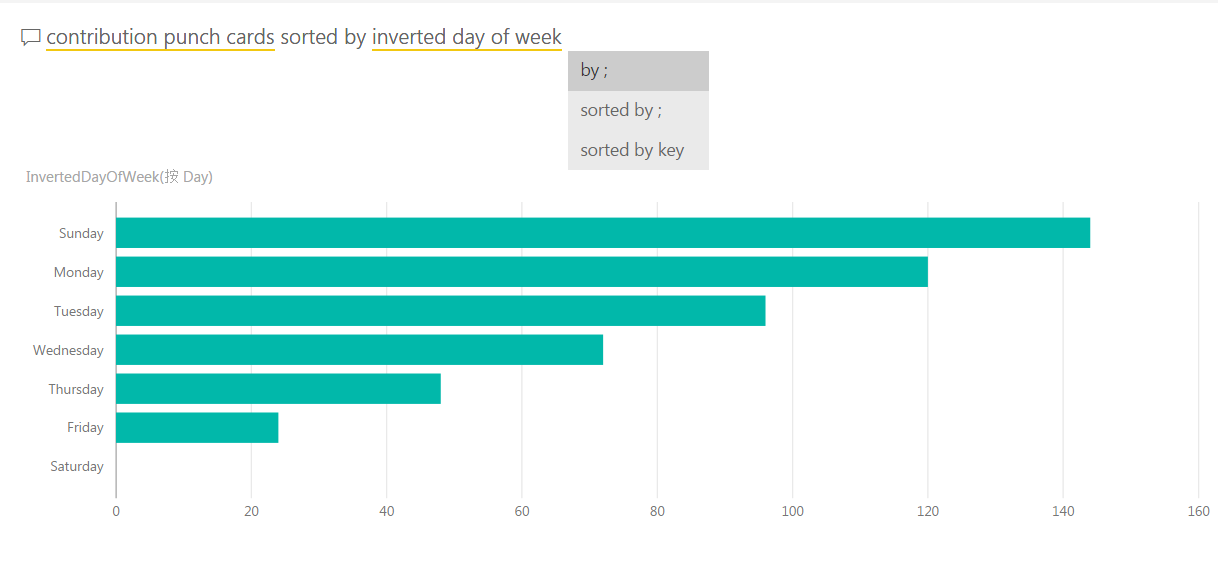 contribution punch cards sorted by inverted day of week
by ;
sorted by ;
sorted by key
InvertedDayOfWeek(按 Day)
Sunday
Monday
Tuesday
Wednesday
Thursday
Friday
Saturday
0 20 40 60 80 100 120 140 160